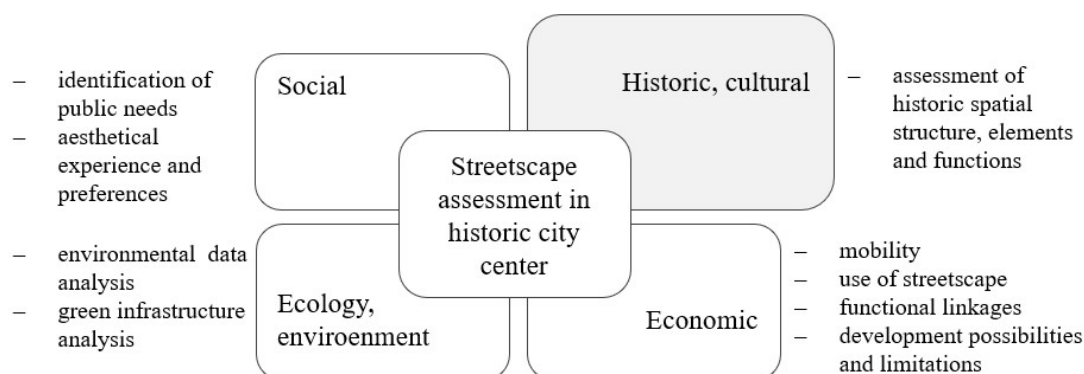 – identification of
public needs
– aesthetical
experience and
preferences
Social
Historic, cultural
– assessment of
historic spatial
structure, elements
and functions
Streetscape
assessment in
historic city
center
– environmental data
analysis
– green infrastructure
analysis
Ecology,
enviroenment
Economic
– mobility
– use of streetscape
– functional linkages
– development possibilities
and limitations